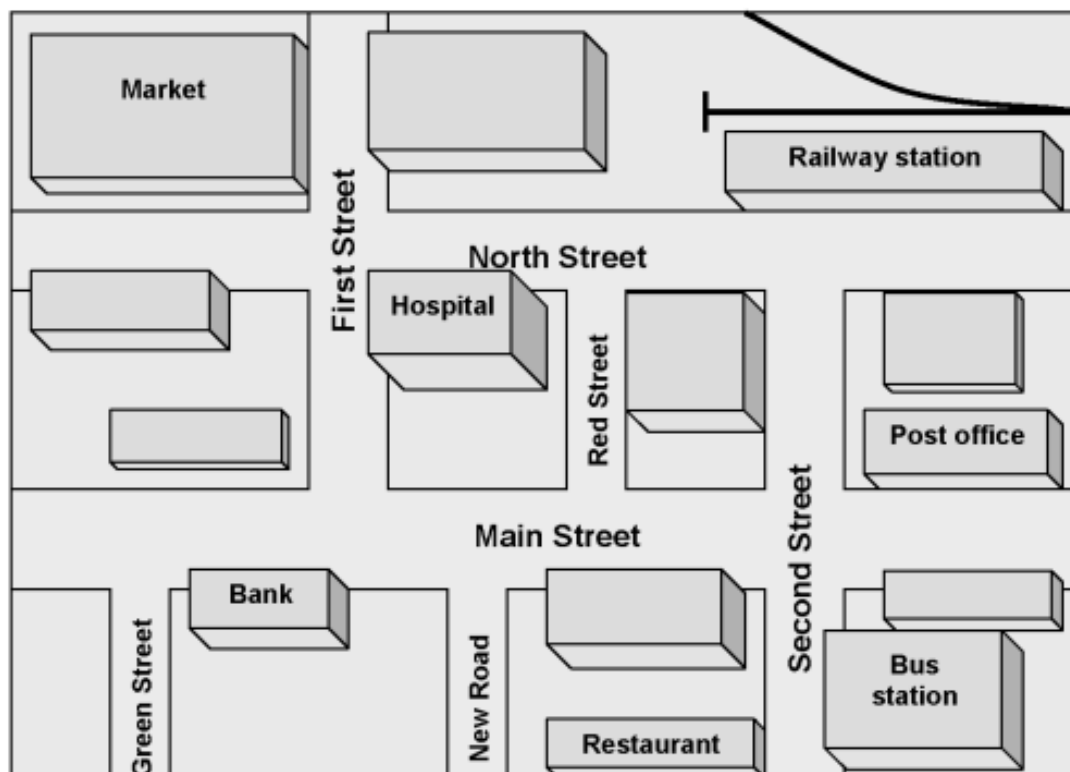 Market
Railway station
First Street
North Street
Hospital
Red Street
Post office
Main Street
Second Street
Bank
Green Street
New Road
Bus
station
Restaurant